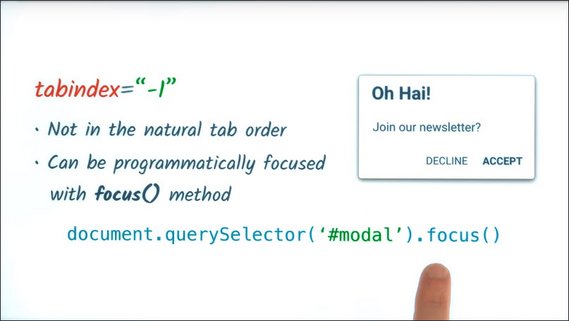 tabindex=“-1”
· Not in the natural tab order
· Can be programmatically focused
with focus() method
Oh Hai!
Join our newsletter?
DECLINE ACCEPT
document.querySelector(‘#modal’).focus()